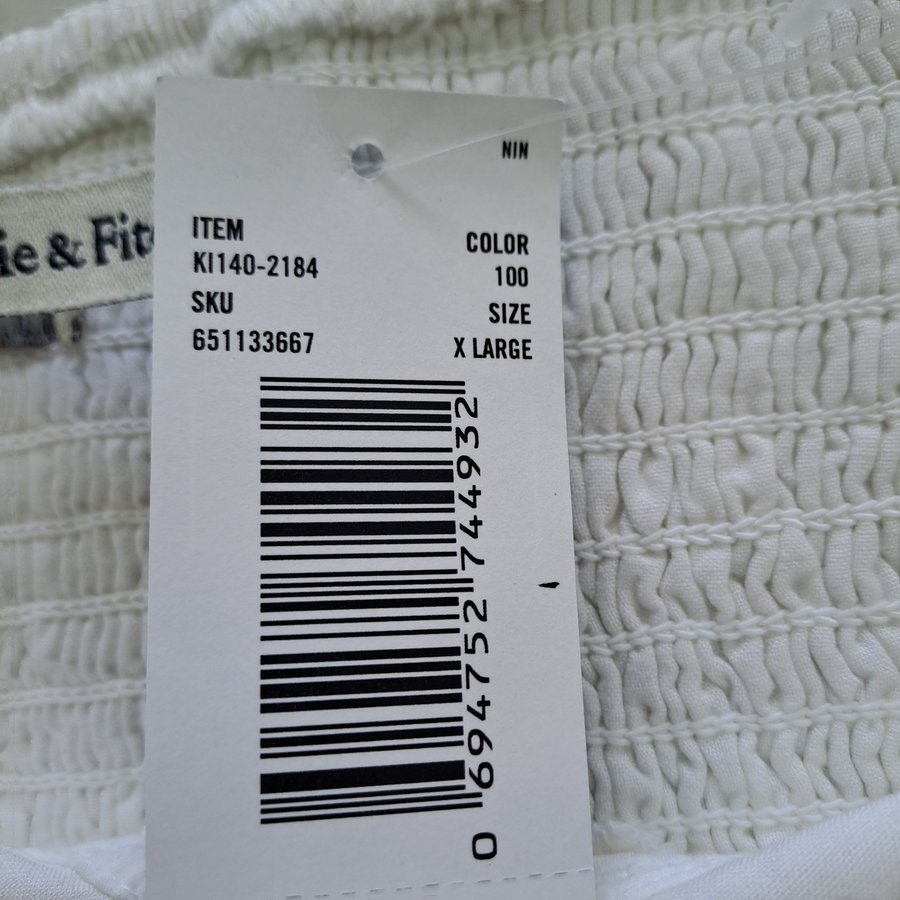 NIN
ITEM
KI140-2184
SKU
651133667
COLOR
100
SIZE
X LARGE
ie & Fit
0 694752 744932